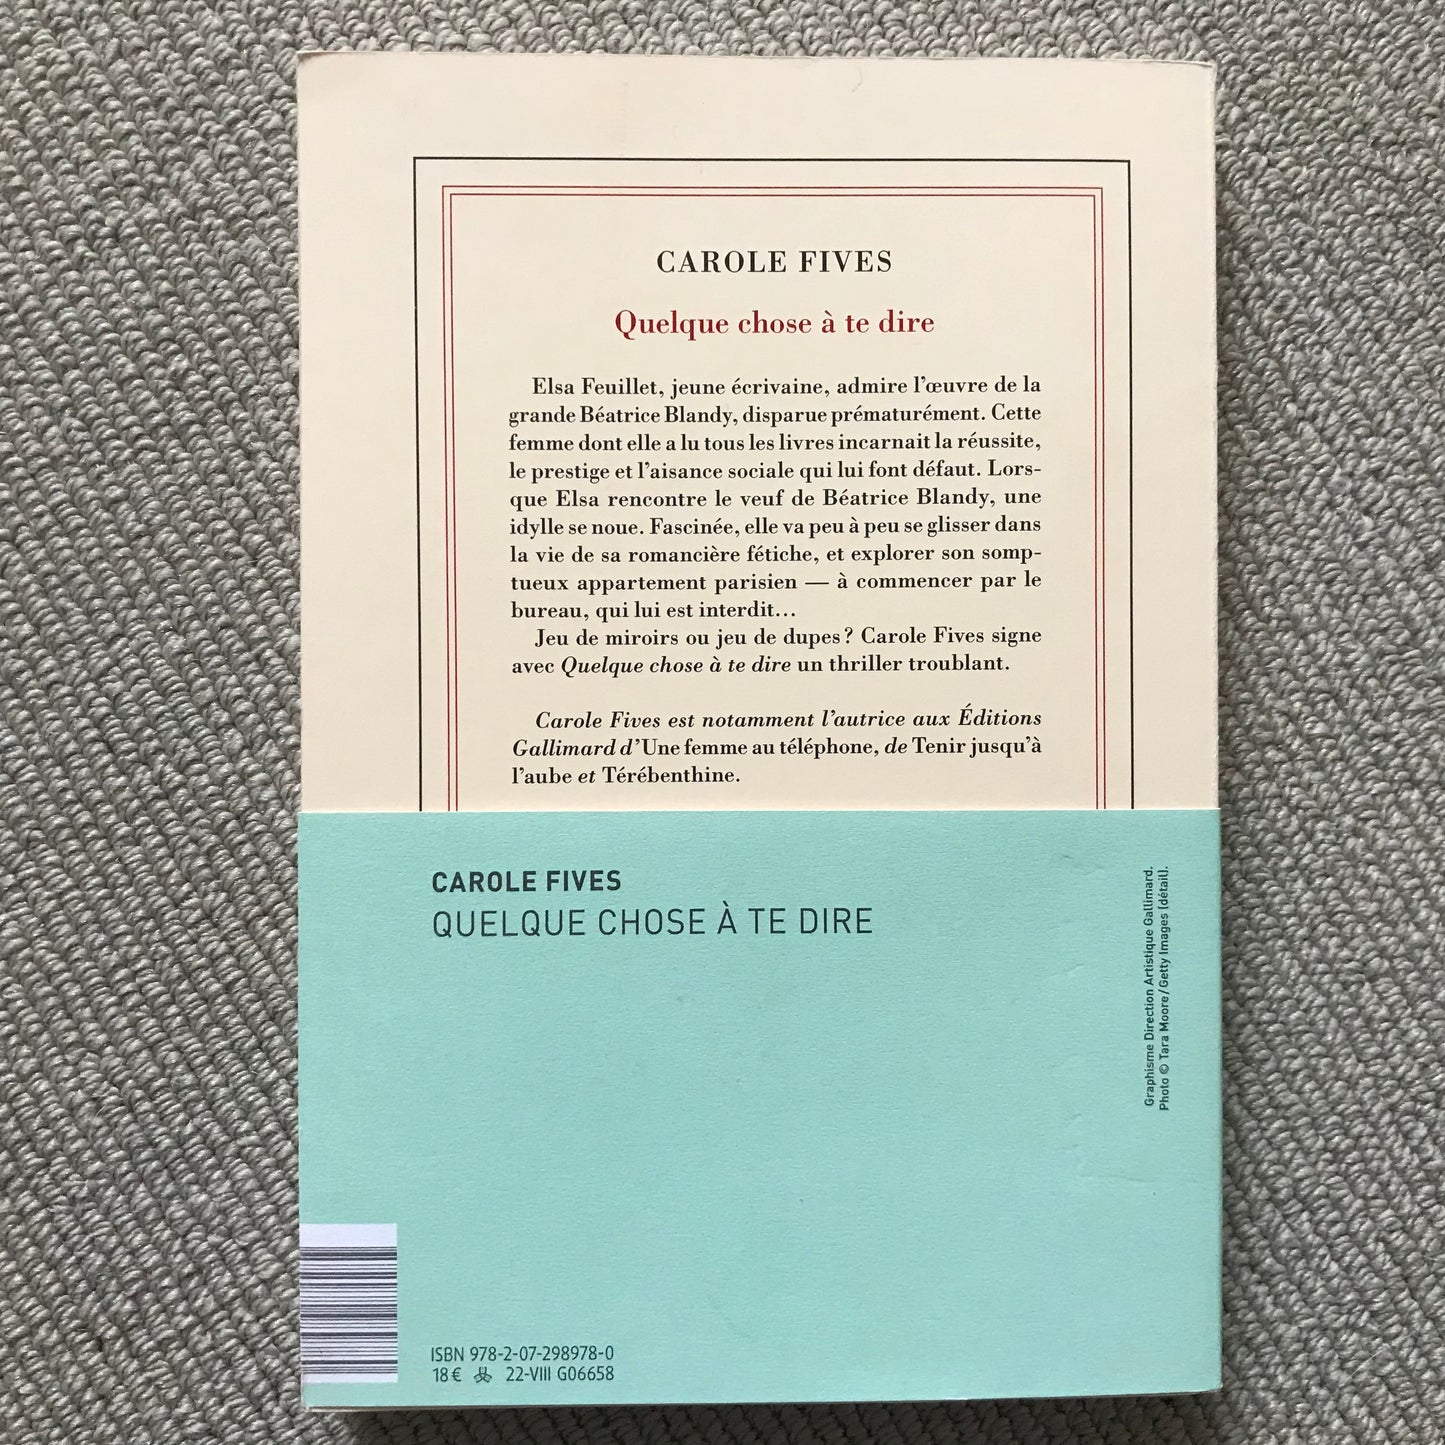 CAROLE FIVES
Quelque chose à te dire
Elsa Feuillet, jeune écrivaine, admire l'œuvre de la
grande Béatrice Blandy, disparue prématurément. Cette
femme dont elle a lu tous les livres incarnait la réussite,
le prestige et l'aisance sociale qui lui font défaut. Lors-
que Elsa rencontre le veuf de Béatrice Blandy, une
idylle se noue. Fascinée, elle va peu à peu se glisser dans
la vie de sa romancière fétiche, et explorer son somp-
tueux appartement parisien — à commencer par le
bureau, qui lui est interdit...
Jeu de miroirs ou jeu de dupes ? Carole Fives signe
avec Quelque chose à te dire un thriller troublant.
Carole Fives est notamment l'autrice aux Éditions
Gallimard d'Une femme au téléphone, de Tenir jusqu'à
l'aube et Térébenthine.
CAROLE FIVES
QUELQUE CHOSE À TE DIRE
Graphisme Direction Artistique Gallimard.
Photo © Tara Moore / Getty Images (détail).
ISBN 978-2-07-298978-0
18 € 22-VIII G06658